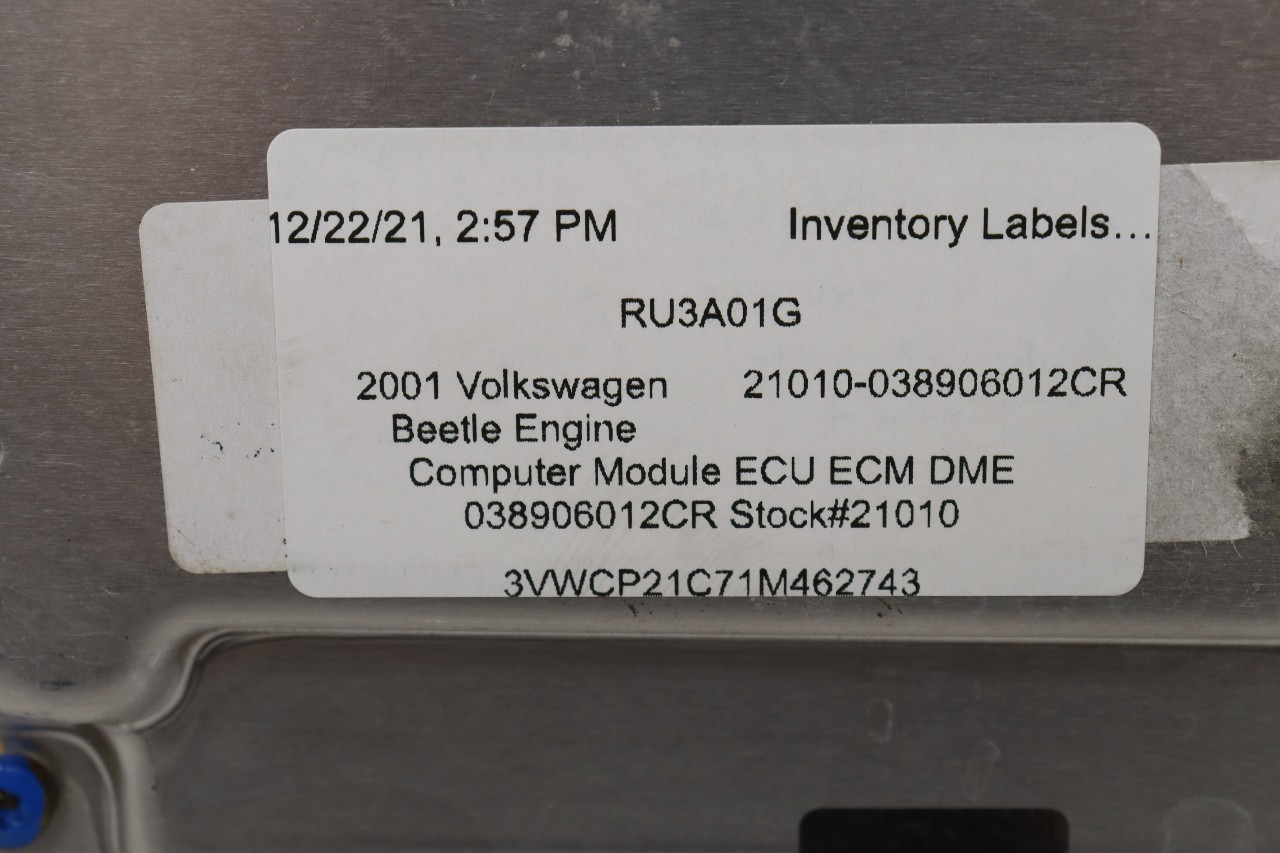 12/22/21, 2:57 PM Inventory Labels...
RU3A01G
2001 Volkswagen 21010-038906012CR
Beetle Engine
Computer Module ECU ECM DME
038906012CR Stock#21010
3VWCP21C71M462743